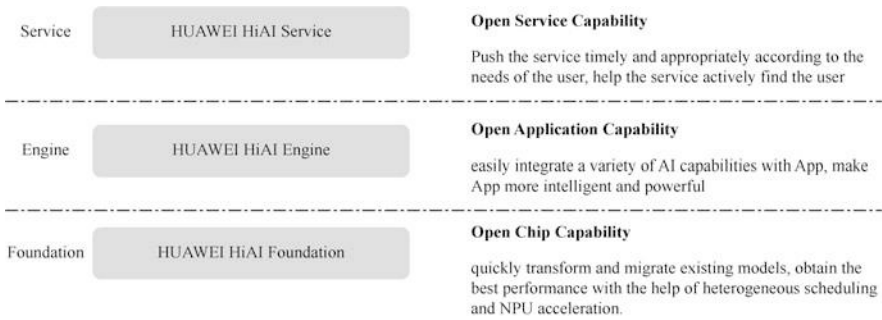 Service
HUAWEI HiAI Service
Open Service Capability
Push the service timely and appropriately according to the
needs of the user, help the service actively find the user
Engine
HUAWEI HiAI Engine
Open Application Capability
easily integrate a variety of AI capabilities with App, make
App more intelligent and powerful
Foundation
HUAWEI HiAI Foundation
Open Chip Capability
quickly transform and migrate existing models, obtain the
best performance with the help of heterogeneous scheduling
and NPU acceleration.